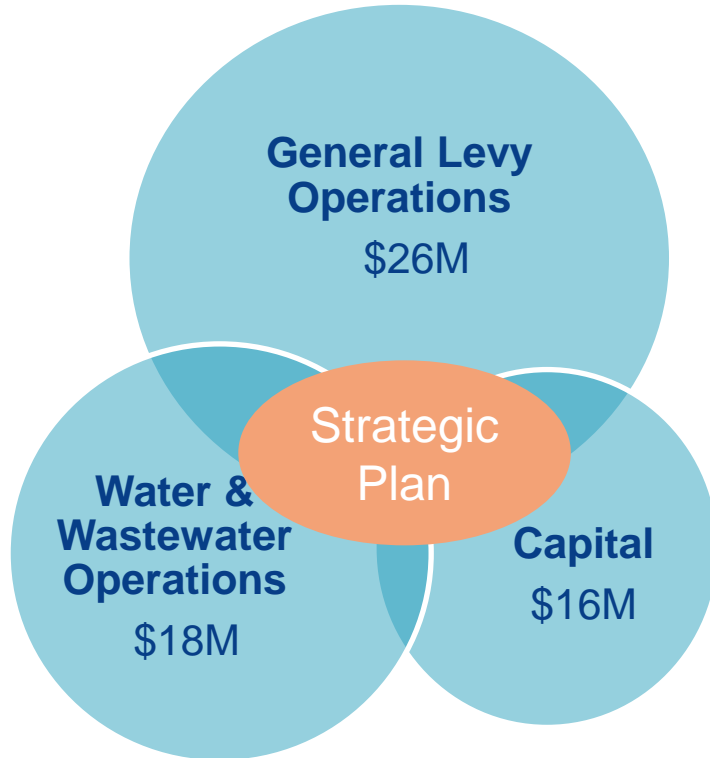 General Levy
Operations
$26M
Strategic
Plan
Water &
Wastewater
Operations
$18M
Capital
$16M